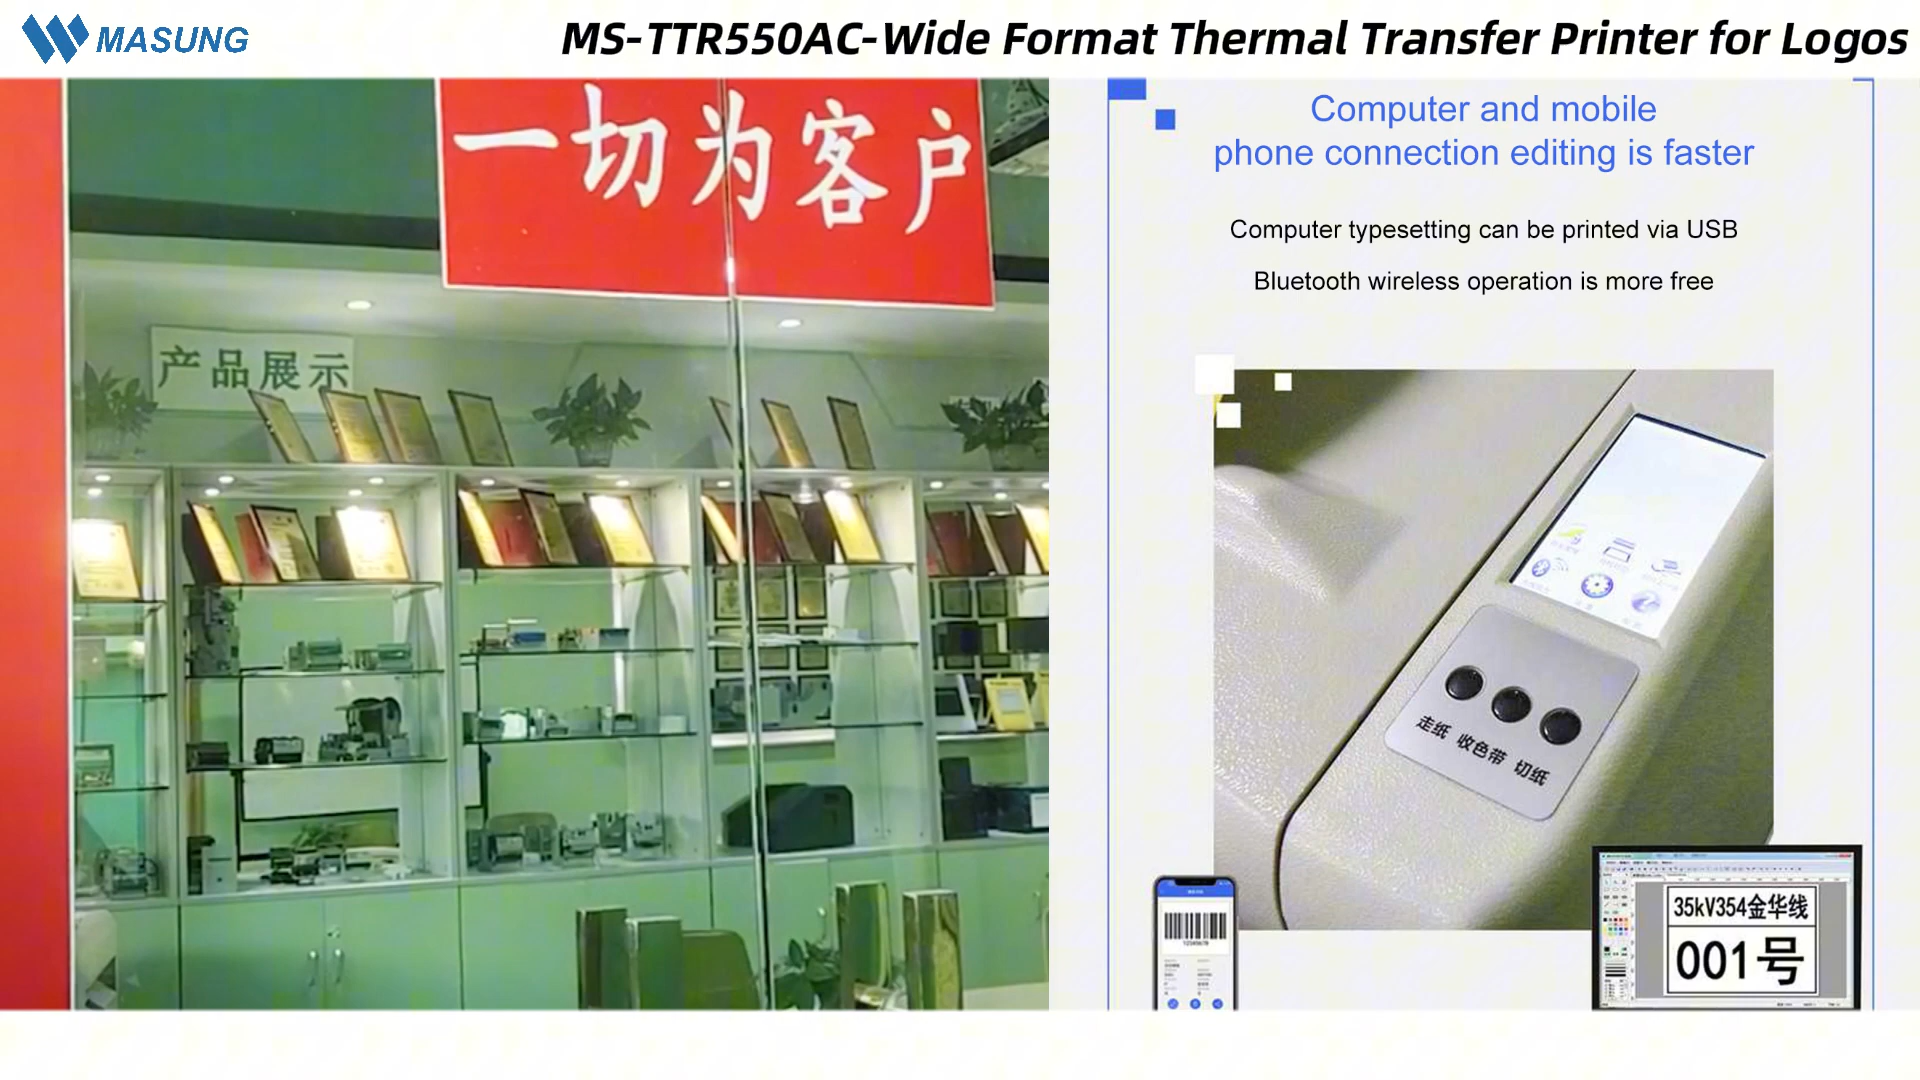 MASUNG
MS-TTR550AC-Wide Format Thermal Transfer Printer for Logos
一切为客户
产品展示
Computer and mobile
phone connection editing is faster
Computer typesetting can be printed via USB
Bluetooth wireless operation is more free
走纸 收色带 切纸
35kV354金华线
001号